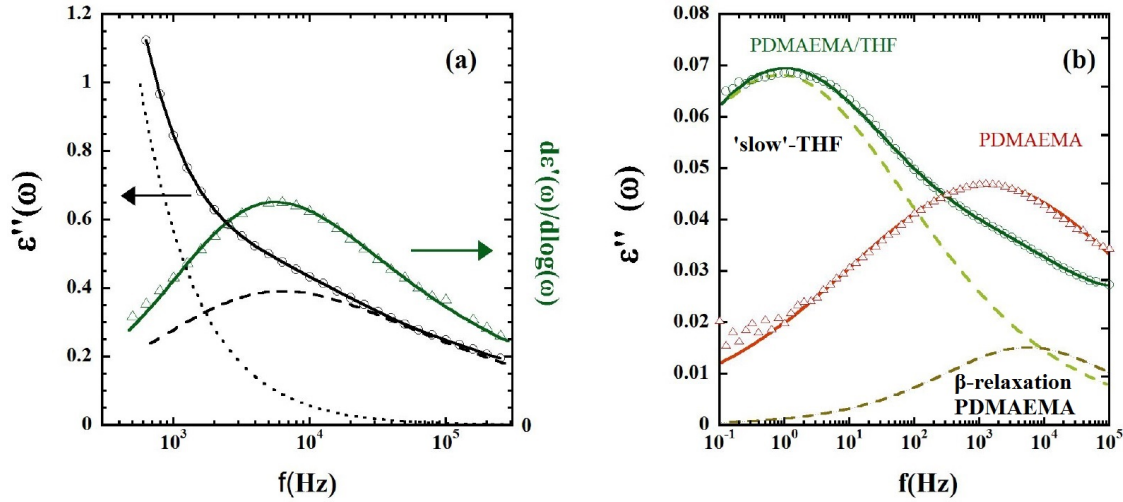 1.2
1
0.8
0.6
0.4
0.2
0
ε''(ω)
(a)
dε'(ω)/dlog(ω)
0
10³
10⁴
10⁵
f(Hz)
0.08
0.07
0.06
0.05
0.04
0.03
0.02
0.01
0
ε'' (ω)
PDMAEMA/THF
(b)
'slow'-THF
PDMAEMA
β-relaxation
PDMAEMA
10⁻¹
10⁰
10¹
10²
10³
10⁴
10⁵
f(Hz)